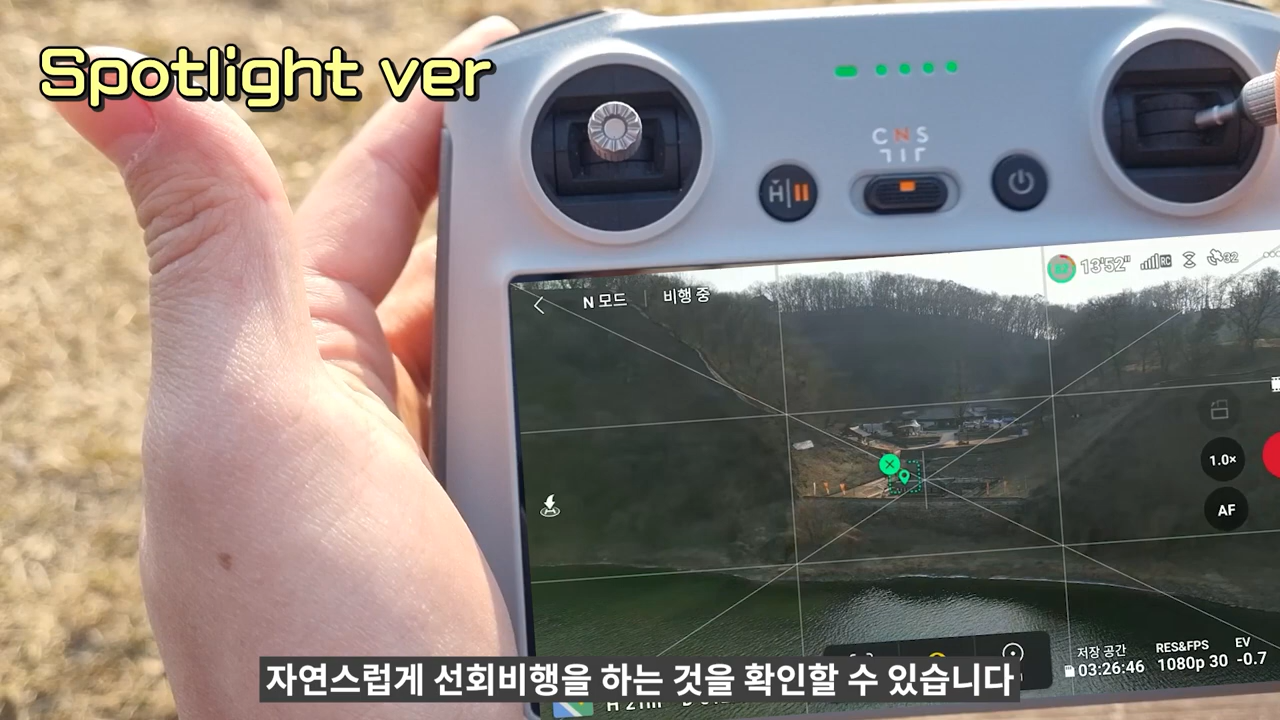 Spotlight ver
C N S
H
N 모드 비행 중
82 13'52" RC 32
1.0×
AF
저장 공간 RES&FPS EV
03:26:46 1080p 30 -0.7
자연스럽게 선회비행을 하는 것을 확인할 수 있습니다